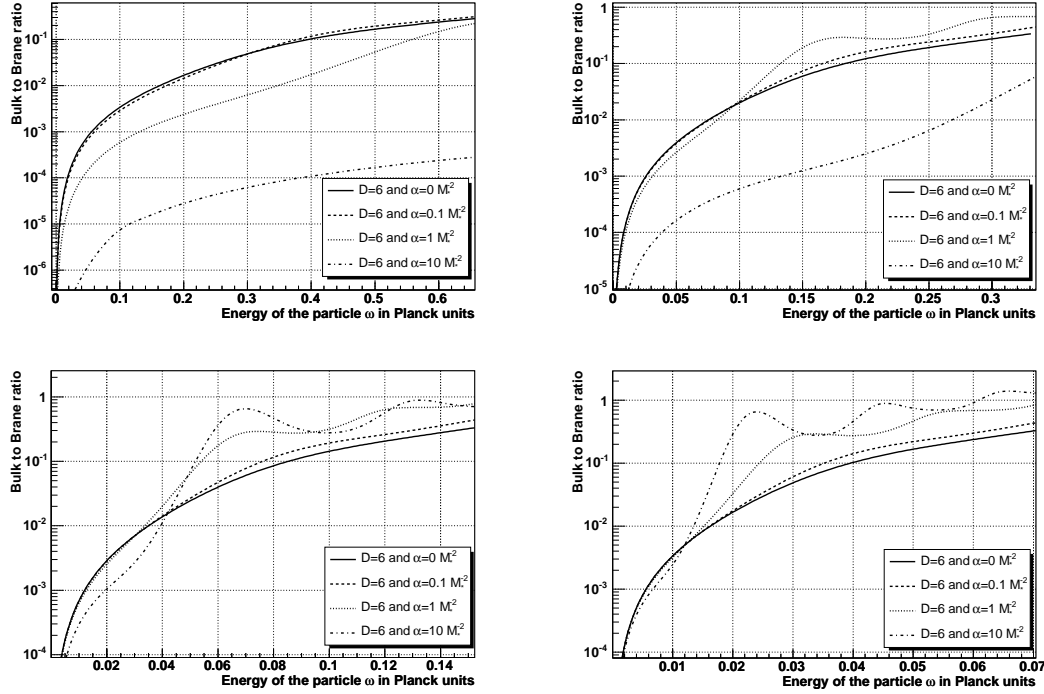 Bulk to Brane ratio
10-1
10-2
10-3
10-4
10-5
10-6
0 0.1 0.2 0.3 0.4 0.5 0.6
Energy of the particle ω in Planck units
D=6 and α=0 M*-2
D=6 and α=0.1 M*-2
D=6 and α=1 M*-2
D=6 and α=10 M*-2
Bulk to Brane ratio
1
10-1
10-2
10-3
10-4
10-5
0 0.05 0.1 0.15 0.2 0.25 0.3
Energy of the particle ω in Planck units
D=6 and α=0 M*-2
D=6 and α=0.1 M*-2
D=6 and α=1 M*-2
D=6 and α=10 M*-2
Bulk to Brane ratio
1
10-1
10-2
10-3
10-4
0.02 0.04 0.06 0.08 0.1 0.12 0.14
Energy of the particle ω in Planck units
D=6 and α=0 M*-2
D=6 and α=0.1 M*-2
D=6 and α=1 M*-2
D=6 and α=10 M*-2
Bulk to Brane ratio
1
10-1
10-2
10-3
10-4
0.01 0.02 0.03 0.04 0.05 0.06 0.07
Energy of the particle ω in Planck units
D=6 and α=0 M*-2
D=6 and α=0.1 M*-2
D=6 and α=1 M*-2
D=6 and α=10 M*-2